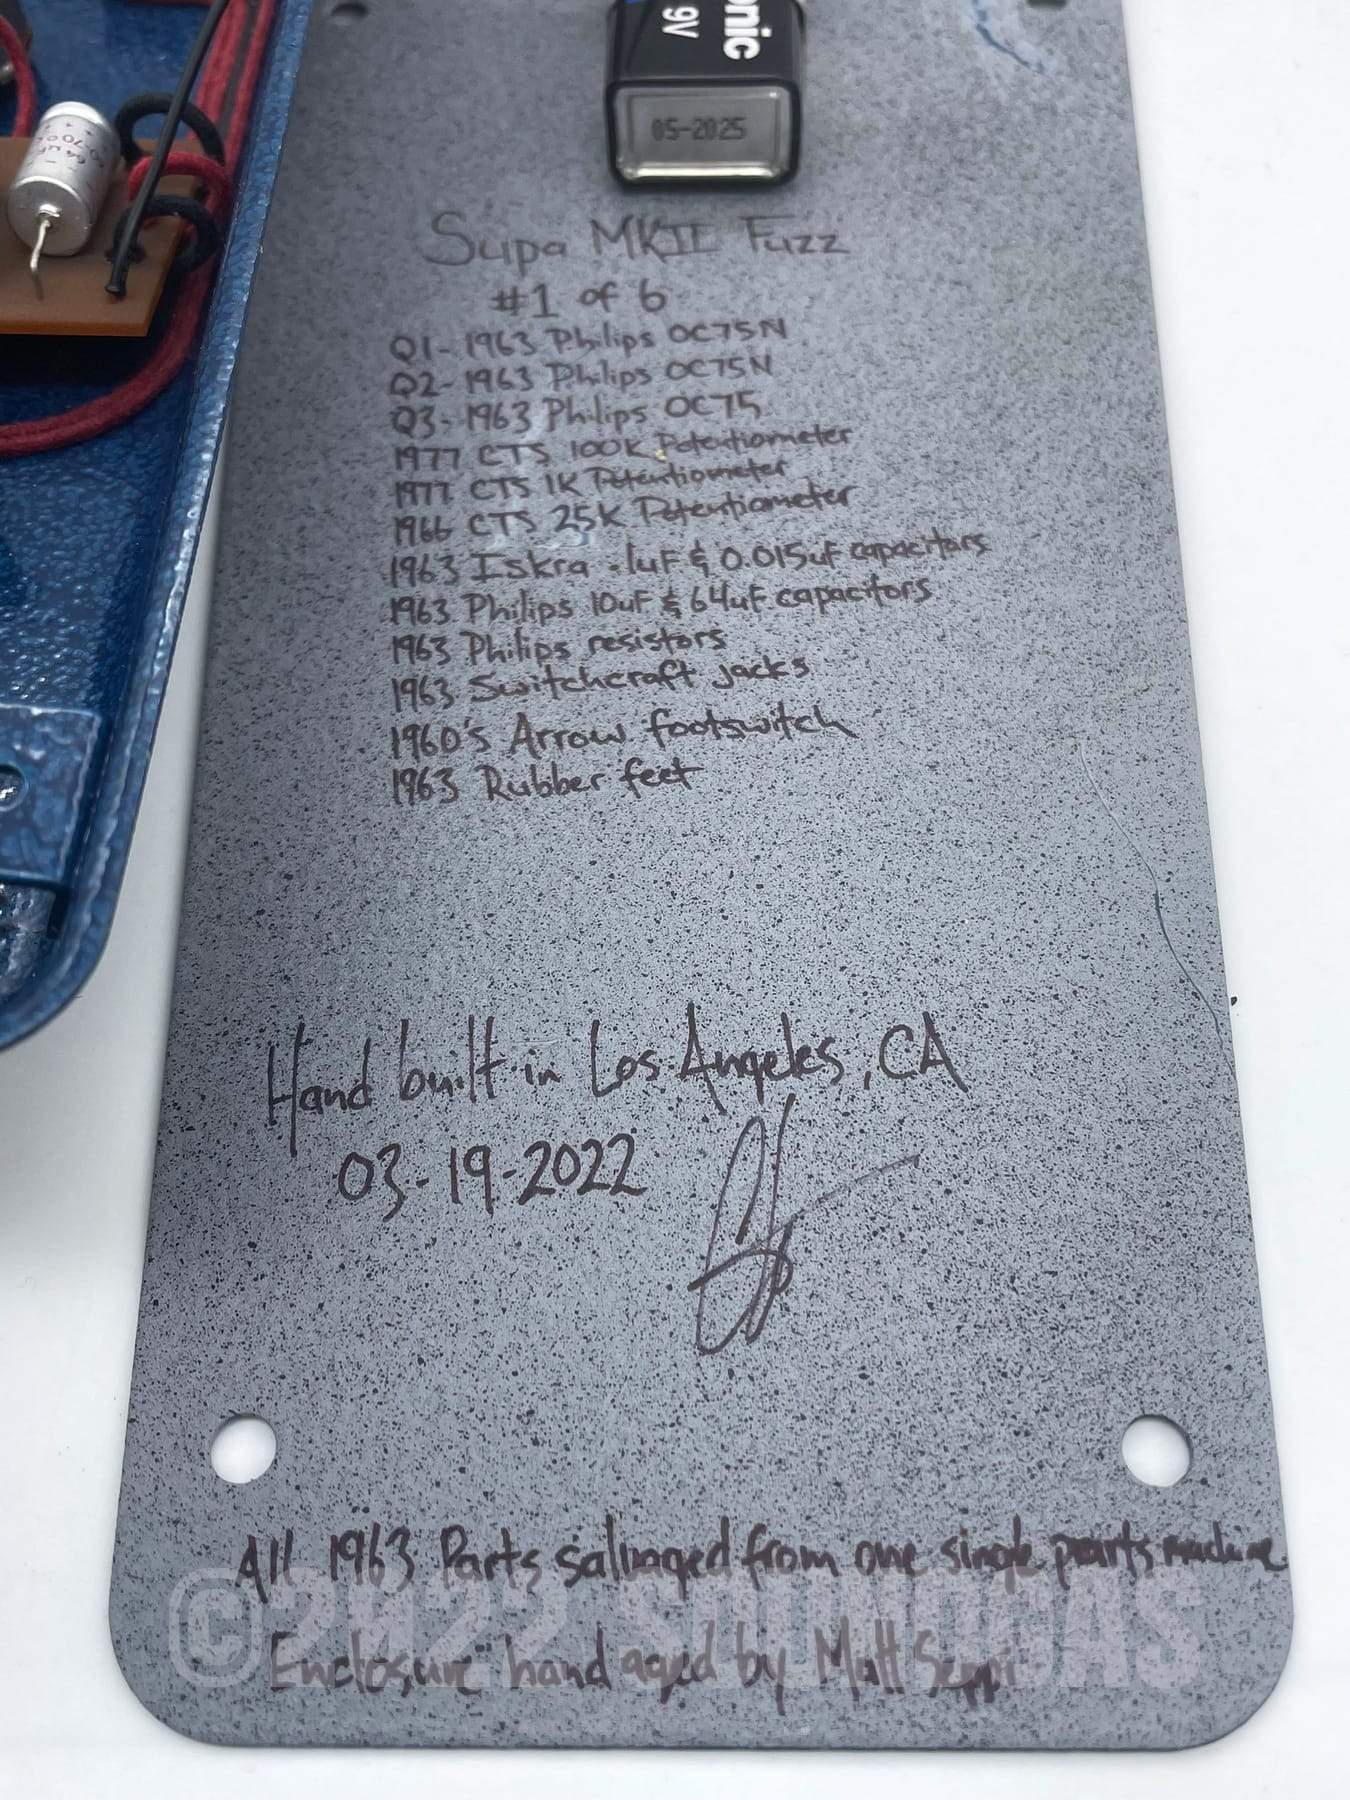 onic
9V
05-2025
64µF
Supa MKII Fuzz
#1 of 6
Q1- 1963 Philips OC75N
Q2- 1963 Philips OC75N
Q3- 1963 Philips OC75
1977 CTS 100K Potentiometer
1977 CTS 1K Potentiometer
1966 CTS 25K Potentiometer
1963 Iskra .1uF & 0.015uF capacitors
1963 Philips 10uF & 64uF capacitors
1963 Philips resistors
1963 Switchcraft jacks
1960's Arrow footswitch
1963 Rubber feet
Hand built in Los Angeles, CA
03-19-2022
All 1963 Parts salvaged from one single parts machine
Enclosure hand aged by Matt Seppi
©2022 SOUNDGAS